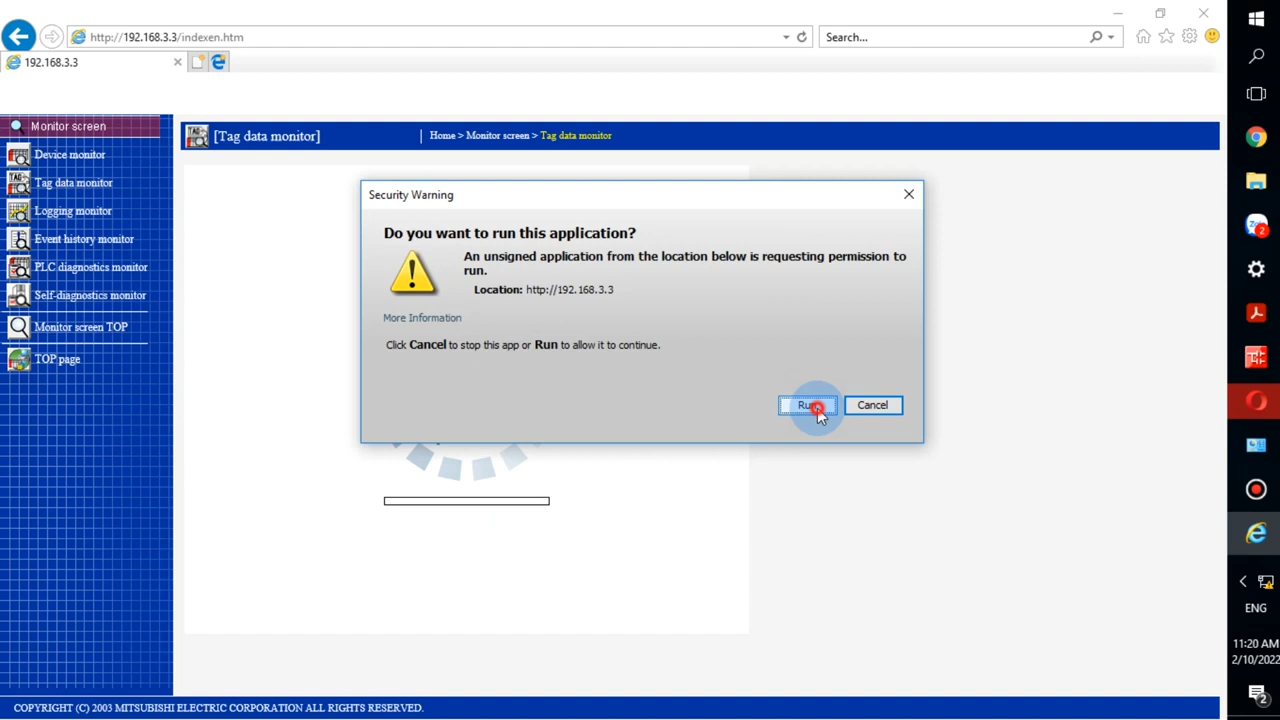 http://192.168.3.3/indexen.htm
Search...
192.168.3.3
Monitor screen
[Tag data monitor]
Home > Monitor screen > Tag data monitor
Device monitor
Tag data monitor
Logging monitor
Event history monitor
PLC diagnostics monitor
Self-diagnostics monitor
Monitor screen TOP
TOP page
Security Warning
Do you want to run this application?
An unsigned application from the location below is requesting permission to
run.
Location: http://192.168.3.3
More Information
Click Cancel to stop this app or Run to allow it to continue.
Run
Cancel
2
ENG
11:20 AM
2/10/2022
2
COPYRIGHT (C) 2003 MITSUBISHI ELECTRIC CORPORATION ALL RIGHTS RESERVED.